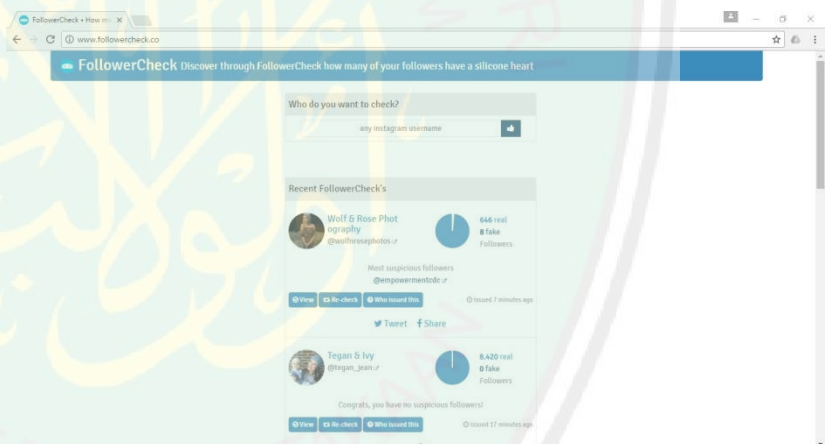 FollowerCheck • How m
www.followercheck.co
FollowerCheck Discover through FollowerCheck how many of your followers have a silicone heart
Who do you want to check?
any instagram username
Recent FollowerCheck's
Wolf & Rose Phot
ography
@wolfnrosephotos
646 real
8 fake
Followers
Most suspicious followers
@empowermentcdc
View Re-check Who issued this Issued 7 minutes ago
Tweet Share
Tegan & Ivy
@tegan_jean
8.420 real
0 fake
Followers
Congrats, you have no suspicious followers!
View Re-check Who issued this Issued 17 minutes ago